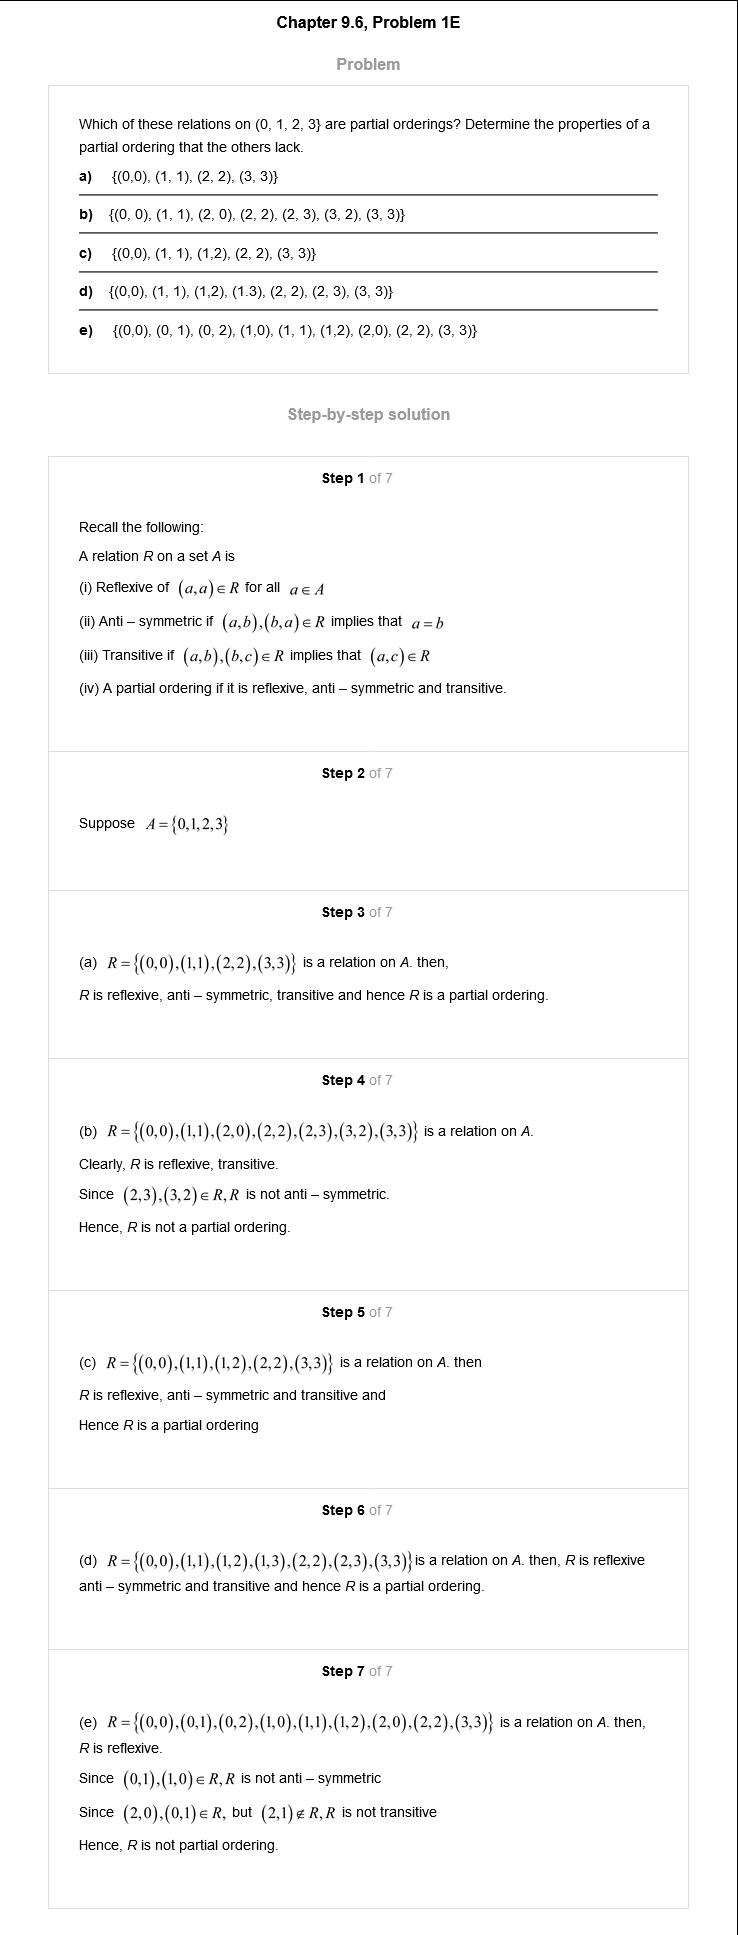 Chapter 9.6, Problem 1E
Problem
Which of these relations on (0, 1, 2, 3} are partial orderings? Determine the properties of a
partial ordering that the others lack.
a) {(0,0), (1, 1), (2, 2), (3, 3)}
b) {(0, 0), (1, 1), (2, 0), (2, 2), (2, 3), (3, 2), (3, 3)}
c) {(0,0), (1, 1), (1,2), (2, 2), (3, 3)}
d) {(0,0), (1, 1), (1,2), (1.3), (2, 2), (2, 3), (3, 3)}
e) {(0,0), (0, 1), (0, 2), (1,0), (1, 1), (1,2), (2,0), (2, 2), (3, 3)}
Step-by-step solution
Step 1 of 7
Recall the following:
A relation R on a set A is
(i) Reflexive of (a,a)∈R for all a∈A
(ii) Anti – symmetric if (a,b),(b,a)∈R implies that a=b
(iii) Transitive if (a,b),(b,c)∈R implies that (a,c)∈R
(iv) A partial ordering if it is reflexive, anti – symmetric and transitive.
Step 2 of 7
Suppose A={0,1,2,3}
Step 3 of 7
(a) R={(0,0),(1,1),(2,2),(3,3)} is a relation on A. then,
R is reflexive, anti – symmetric, transitive and hence R is a partial ordering.
Step 4 of 7
(b) R={(0,0),(1,1),(2,0),(2,2),(2,3),(3,2),(3,3)} is a relation on A.
Clearly, R is reflexive, transitive.
Since (2,3),(3,2)∈R,R is not anti – symmetric.
Hence, R is not a partial ordering.
Step 5 of 7
(c) R={(0,0),(1,1),(1,2),(2,2),(3,3)} is a relation on A. then
R is reflexive, anti – symmetric and transitive and
Hence R is a partial ordering
Step 6 of 7
(d) R={(0,0),(1,1),(1,2),(1,3),(2,2),(2,3),(3,3)} is a relation on A. then, R is reflexive
anti – symmetric and transitive and hence R is a partial ordering.
Step 7 of 7
(e) R={(0,0),(0,1),(0,2),(1,0),(1,1),(1,2),(2,0),(2,2),(3,3)} is a relation on A. then,
R is reflexive.
Since (0,1),(1,0)∈R,R is not anti – symmetric
Since (2,0),(0,1)∈R, but (2,1)∉R,R is not transitive
Hence, R is not partial ordering.